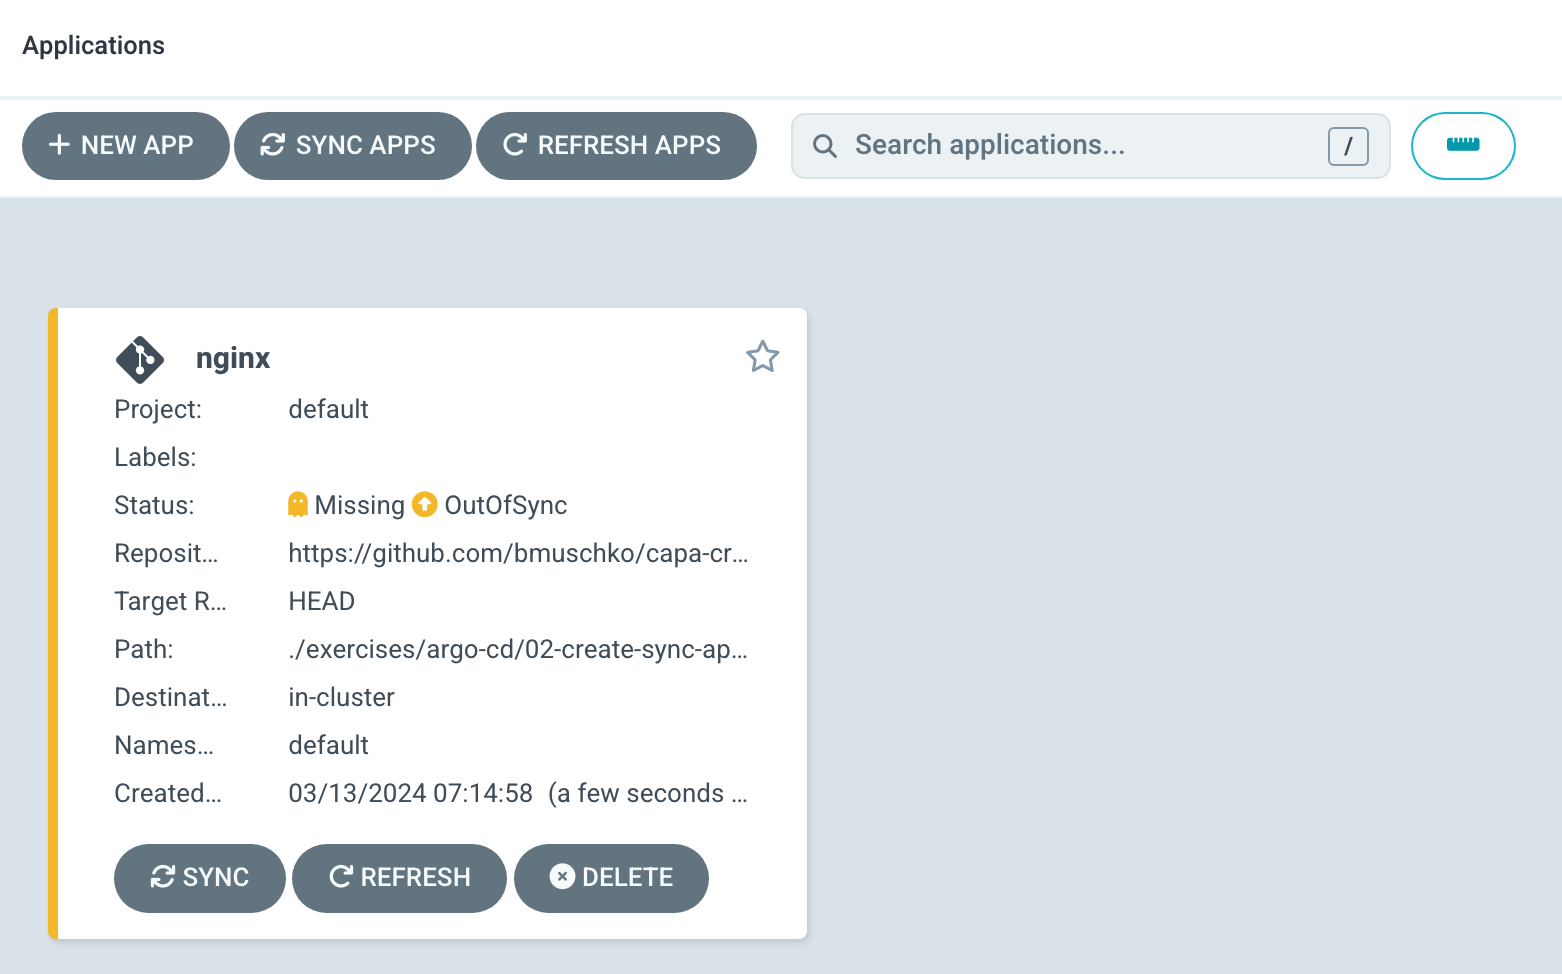 Applications
NEW APP SYNC APPS REFRESH APPS Search applications... /
nginx
Project: default
Labels:
Status: Missing OutOfSync
Reposit... https://github.com/bmuschko/capa-cr...
Target R... HEAD
Path: ./exercises/argo-cd/02-create-sync-ap...
Destinat... in-cluster
Names... default
Created... 03/13/2024 07:14:58 (a few seconds ...
SYNC REFRESH DELETE